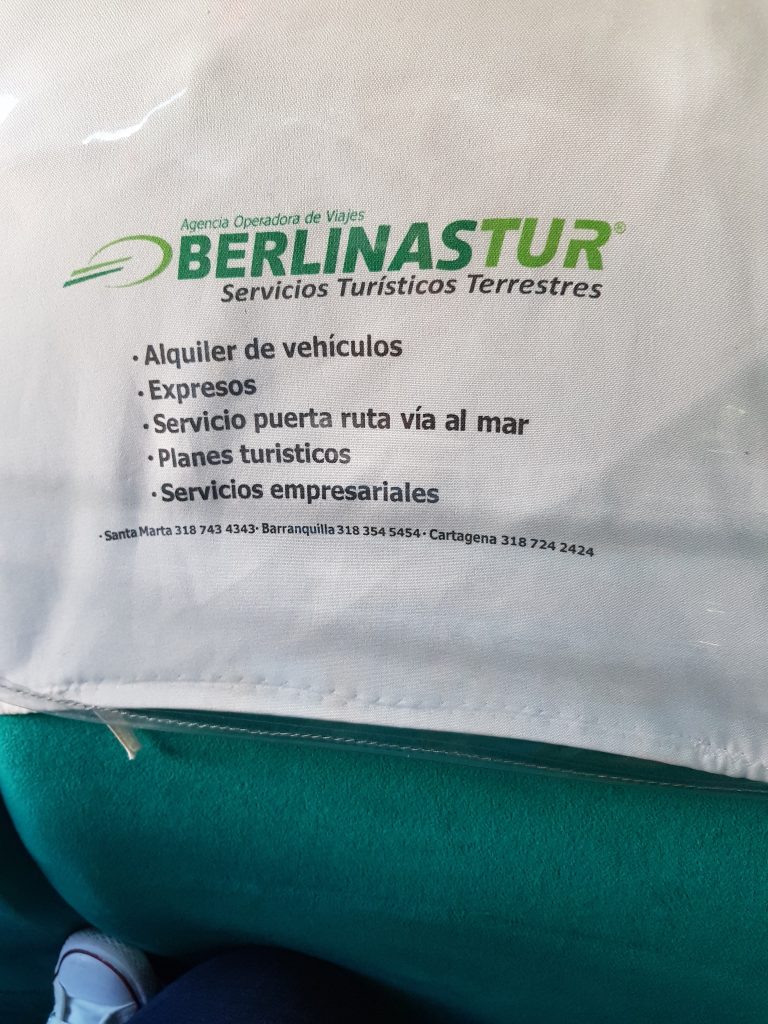 Agencia Operadora de Viajes
BERLINASTUR®
Servicios Turísticos Terrestres
· Alquiler de vehículos
· Expresos
· Servicio puerta ruta vía al mar
· Planes turisticos
· Servicios empresariales
· Santa Marta 318 743 4343· Barranquilla 318 354 5454· Cartagena 318 724 2424